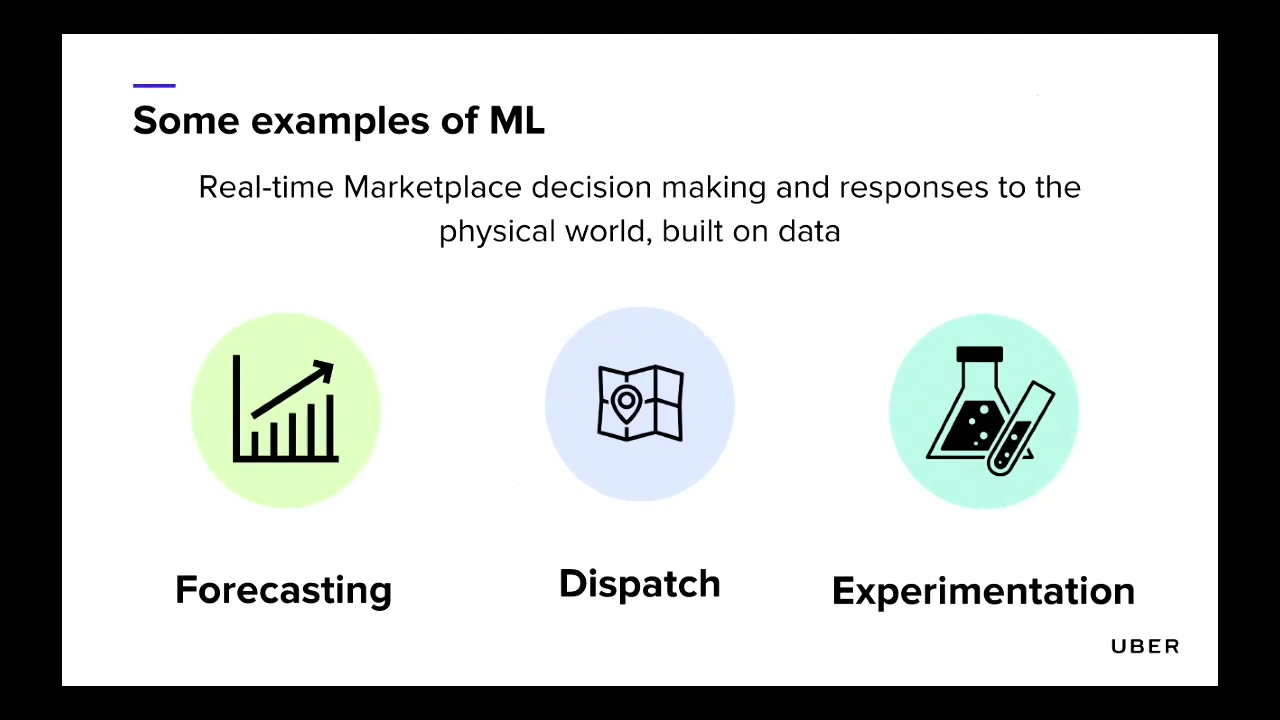 Some examples of ML
Real-time Marketplace decision making and responses to the
physical world, built on data
Forecasting
Dispatch
Experimentation
UBER